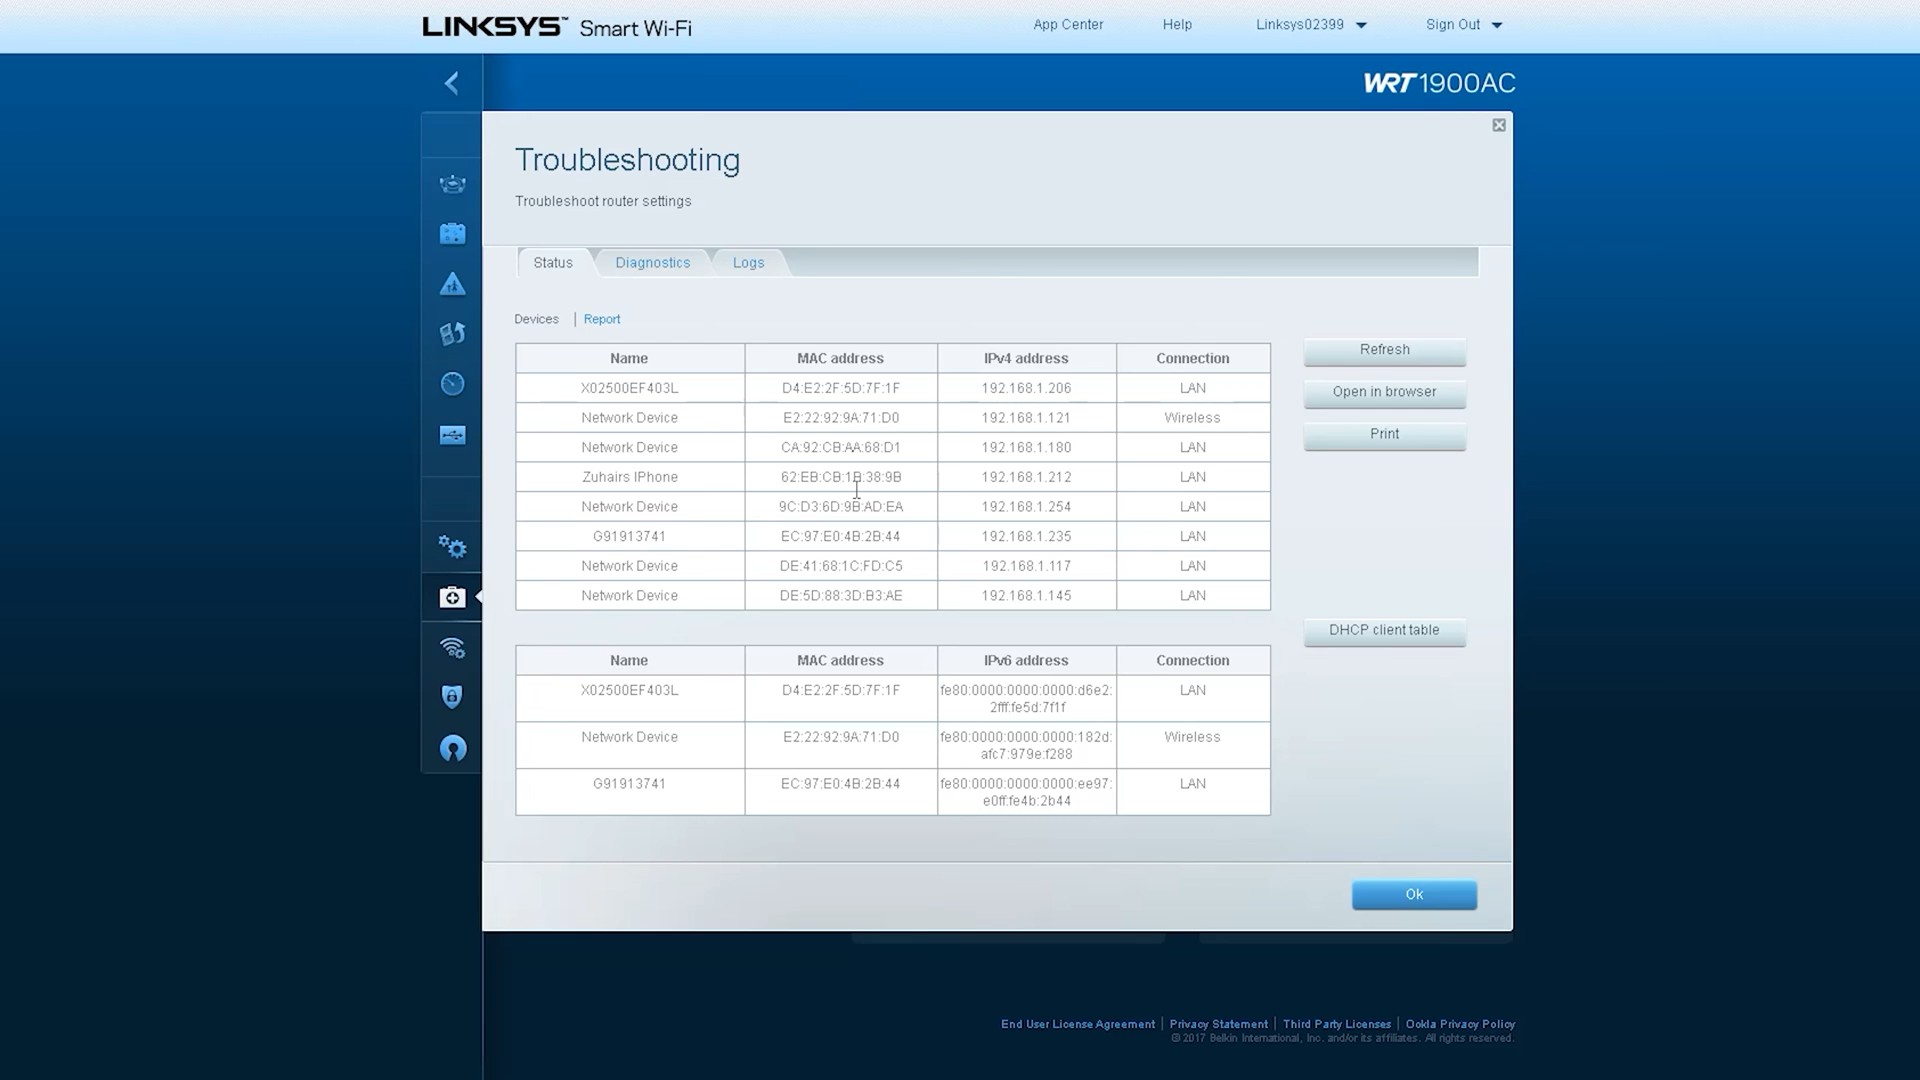 LINKSYS™ Smart Wi-Fi
App Center Help Linksys02399 Sign Out
WRT1900AC
Troubleshooting
Troubleshoot router settings
Status Diagnostics Logs
Devices | Report
Name MAC address IPv4 address Connection
X02500EF403L D4:E2:2F:5D:7F:1F 192.168.1.206 LAN
Network Device E2:22:92:9A:71:D0 192.168.1.121 Wireless
Network Device CA:92:CB:AA:68:D1 192.168.1.180 LAN
Zuhairs IPhone 62:EB:CB:1B:38:9B 192.168.1.212 LAN
Network Device 9C:D3:6D:9B:AD:EA 192.168.1.254 LAN
G91913741 EC:97:E0:4B:2B:44 192.168.1.235 LAN
Network Device DE:41:68:1C:FD:C5 192.168.1.117 LAN
Network Device DE:5D:88:3D:B3:AE 192.168.1.145 LAN
Refresh
Open in browser
Print
DHCP client table
Name MAC address IPv6 address Connection
X02500EF403L D4:E2:2F:5D:7F:1F fe80:0000:0000:0000:d6e2: LAN
2fff:fe5d:7f1f
Network Device E2:22:92:9A:71:D0 fe80:0000:0000:0000:182d: Wireless
afc7:979e:f288
G91913741 EC:97:E0:4B:2B:44 fe80:0000:0000:0000:ee97: LAN
e0ff:fe4b:2b44
Ok
End User License Agreement | Privacy Statement | Third Party Licenses | Ookla Privacy Policy
© 2017 Belkin International, Inc. and/or its affiliates. All rights reserved.